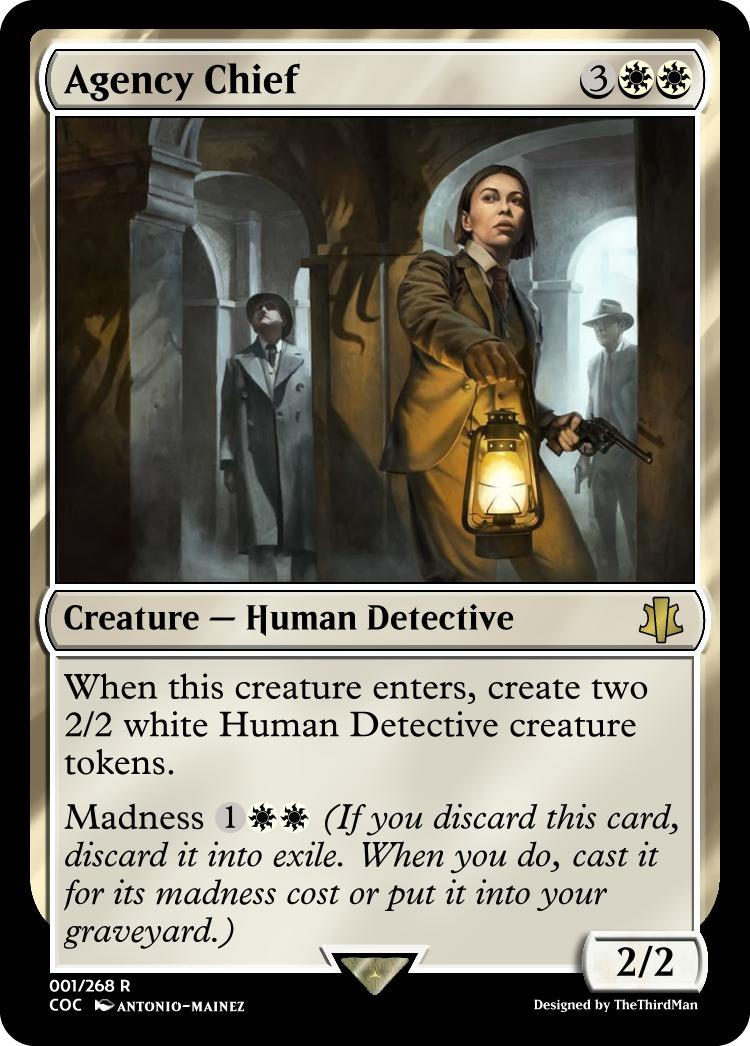 Agency Chief 3
Creature — Human Detective
When this creature enters, create two
2/2 white Human Detective creature
tokens.
Madness 1 (If you discard this card,
discard it into exile. When you do, cast it
for its madness cost or put it into your
graveyard.)
2/2
001/268 R
COC ANTONIO-MAINEZ
Designed by TheThirdMan